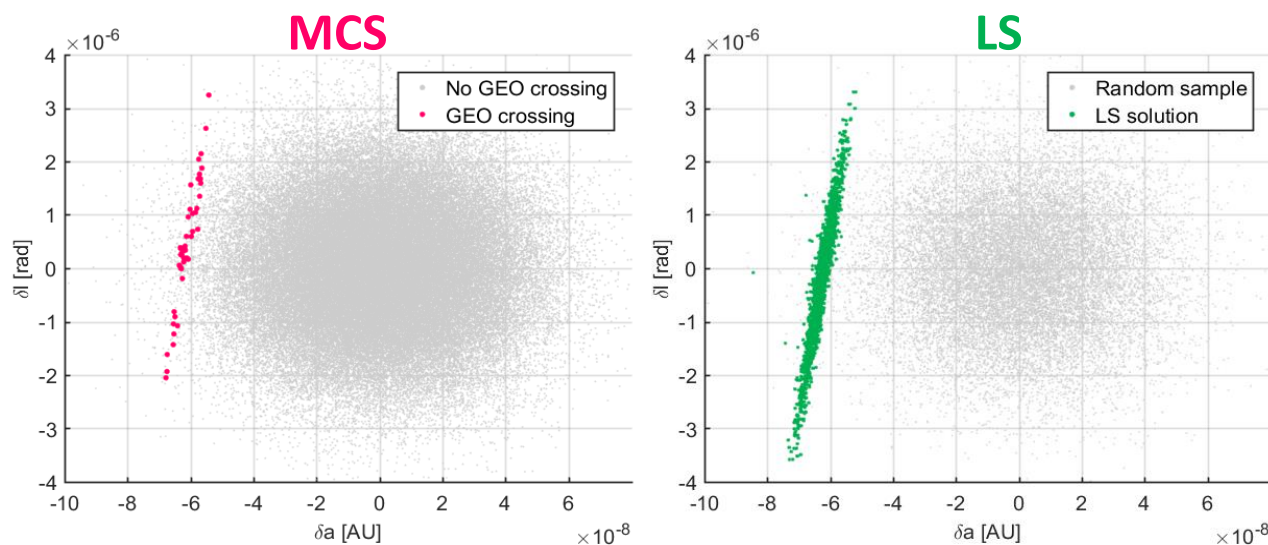 MCS
×10⁻⁶
4
3
2
1
0
-1
-2
-3
-4
δl [rad]
No GEO crossing
GEO crossing
-10 -8 -6 -4 -2 0 2 4 6
×10⁻⁸
δa [AU]
LS
×10⁻⁶
4
3
2
1
0
-1
-2
-3
-4
δl [rad]
Random sample
LS solution
-10 -8 -6 -4 -2 0 2 4 6
×10⁻⁸
δa [AU]